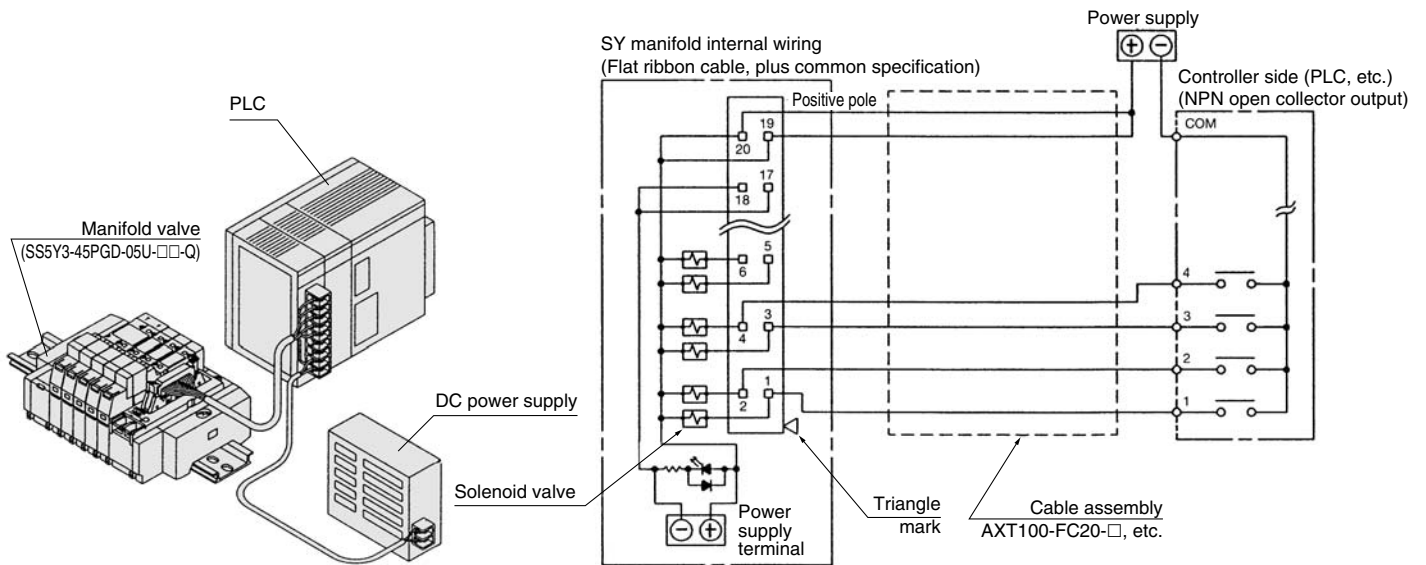 PLC
Manifold valve
(SS5Y3-45PGD-05U-□□-Q)
DC power supply
Solenoid valve
SY manifold internal wiring
(Flat ribbon cable, plus common specification)
Positive pole
19
20
17
18
5
6
3
4
1
2
− +
Power
supply
terminal
Triangle
mark
Cable assembly
AXT100-FC20-□, etc.
Power supply
+ −
Controller side (PLC, etc.)
(NPN open collector output)
COM
4
3
2
1